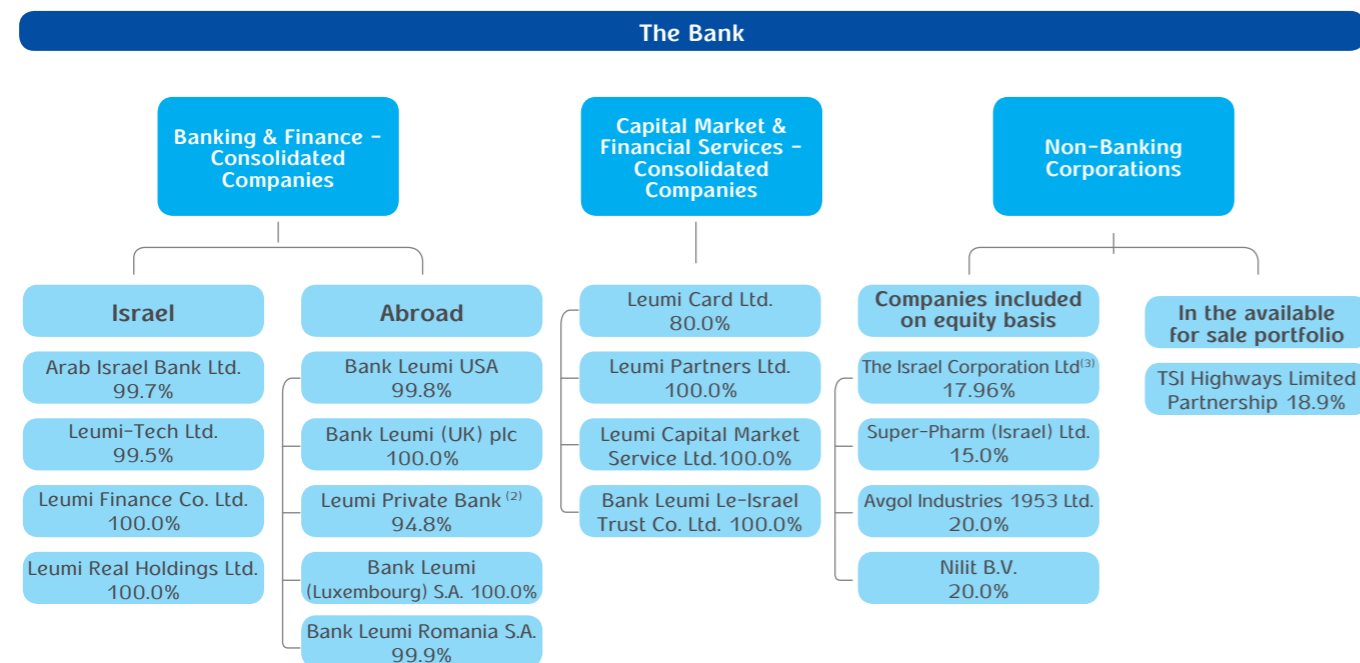 The Bank
Banking & Finance -
Consolidated
Companies
Israel
Arab Israel Bank Ltd.
99.7%
Leumi-Tech Ltd.
99.5%
Leumi Finance Co. Ltd.
100.0%
Leumi Real Holdings Ltd.
100.0%
Abroad
Bank Leumi USA
99.8%
Bank Leumi (UK) plc
100.0%
Leumi Private Bank (2)
94.8%
Bank Leumi
(Luxembourg) S.A. 100.0%
Bank Leumi Romania S.A.
99.9%
Capital Market &
Financial Services -
Consolidated
Companies
Leumi Card Ltd.
80.0%
Leumi Partners Ltd.
100.0%
Leumi Capital Market
Service Ltd.100.0%
Bank Leumi Le-Israel
Trust Co. Ltd. 100.0%
Non-Banking
Corporations
Companies included
on equity basis
The Israel Corporation Ltd(3)
17.96%
Super-Pharm (Israel) Ltd.
15.0%
Avgol Industries 1953 Ltd.
20.0%
Nilit B.V.
20.0%
In the available
for sale portfolio
TSI Highways Limited
Partnership 18.9%